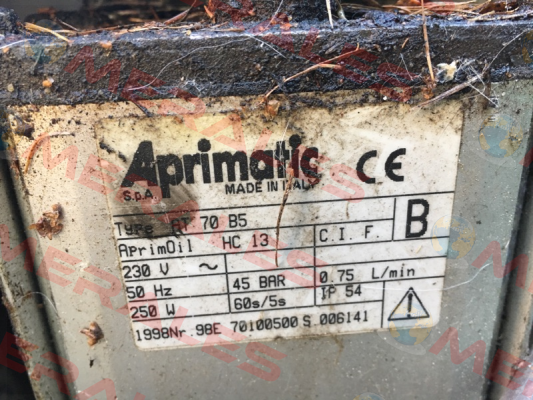 Aprimatic CE
S.p.A. MADE IN ITALY
Type AT 70 B5
AprimOil HC 13 C.I.F. B
230 V ~
50 Hz 45 BAR 0.75 L/min
250 W 60s/5s IP 54
1998Nr.98E 70100500 S 006141